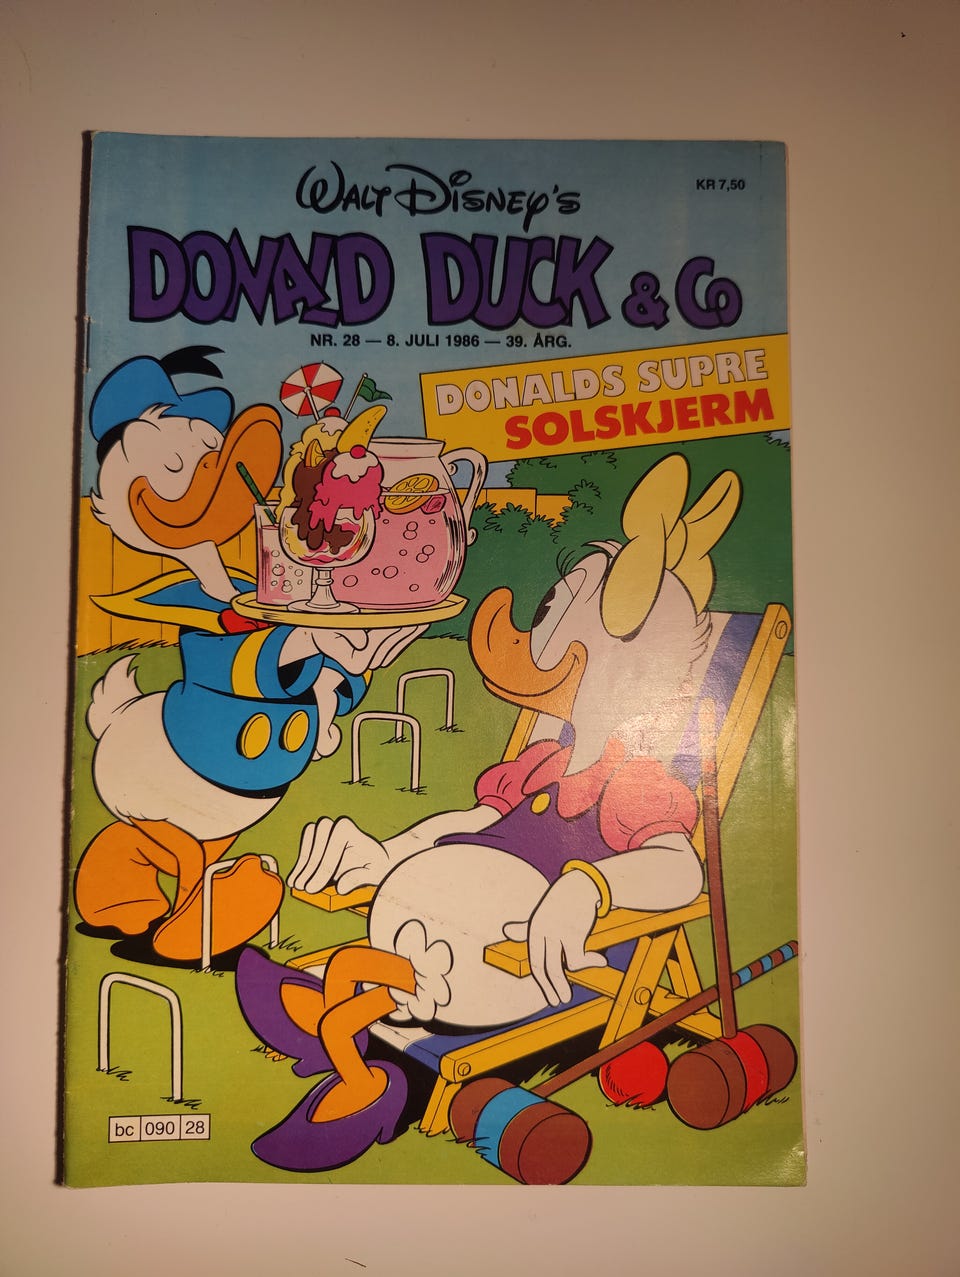 WALT DISNEY'S
KR 7,50
DONALD DUCK & CO
NR. 28 — 8. JULI 1986 — 39. ÅRG.
DONALDS SUPRE
SOLSKJERM
bc 090 28